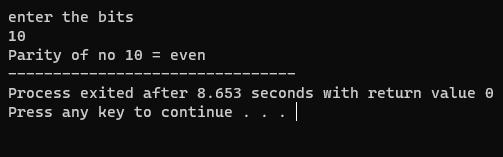 enter the bits
10
Parity of no 10 = even
--------------------------------
Process exited after 8.653 seconds with return value 0
Press any key to continue . . .